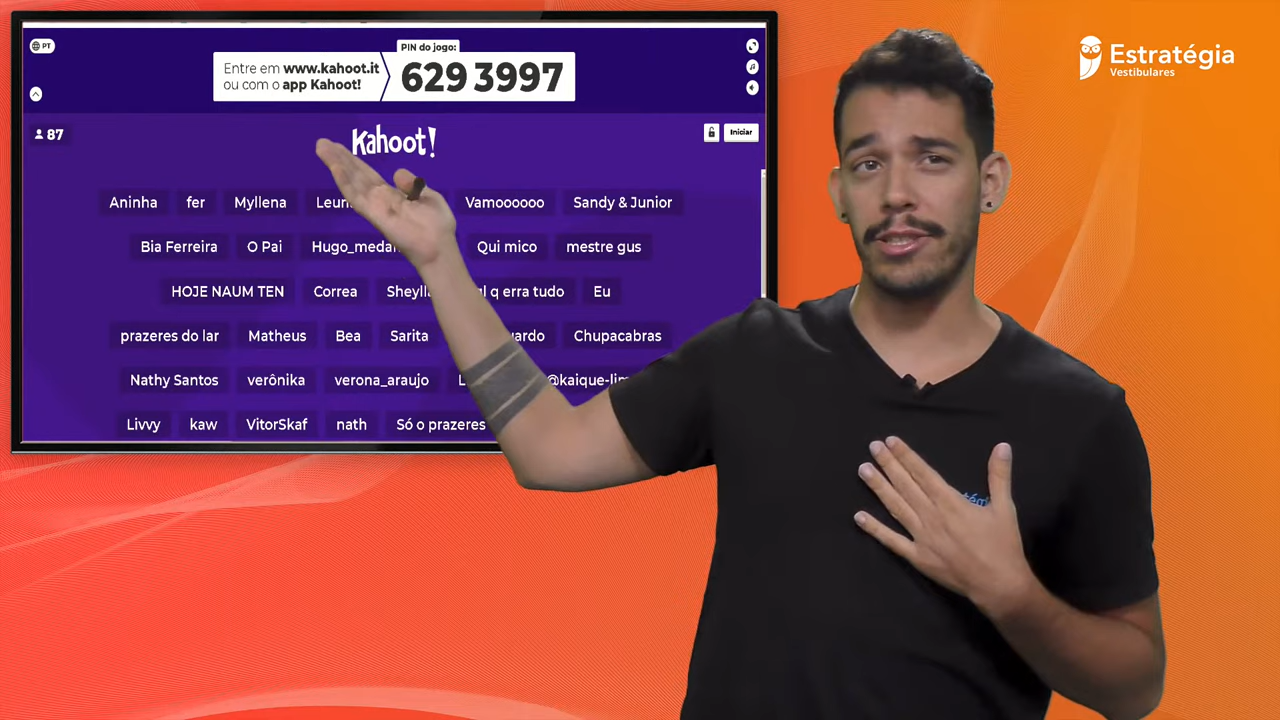 PT
PIN do jogo:
Entre em www.kahoot.it
ou com o app Kahoot!
629 3997
Estratégia
Vestibulares
87
Kahoot!
Iniciar
Aninha fer Myllena Vamoooooo Sandy & Junior
Bia Ferreira O Pai Qui mico mestre gus
HOJE NAUM TEN Correa q erra tudo Eu
prazeres do lar Matheus Bea Sarita Chupacabras
Nathy Santos verônika verona_araujo
Livvy kaw VitorSkaf nath Só o prazeres